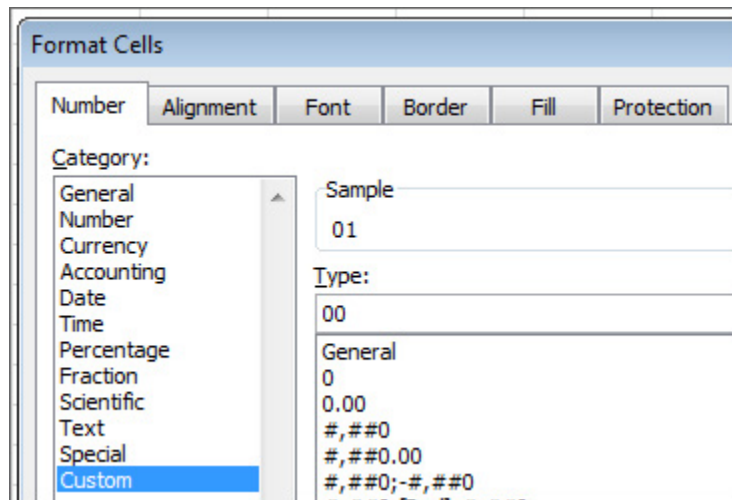 Format Cells
Number Alignment Font Border Fill Protection
Category:
General
Number
Currency
Accounting
Date
Time
Percentage
Fraction
Scientific
Text
Special
Custom
Sample
01
Type:
00
General
0
0.00
#,##0
#,##0.00
#,##0;-#,##0